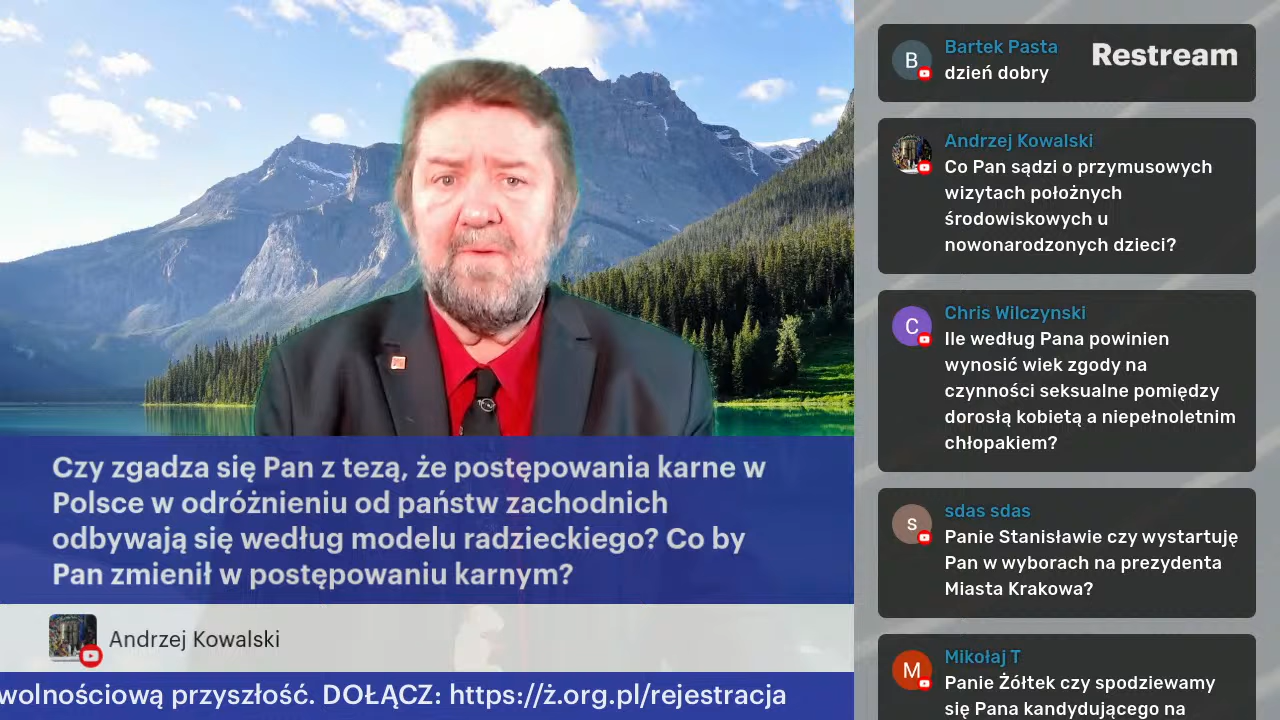 Czy zgadza się Pan z tezą, że postępowania karne w
Polsce w odróżnieniu od państw zachodnich
odbywają się według modelu radzieckiego? Co by
Pan zmienił w postępowaniu karnym?
Andrzej Kowalski
wolnościową przyszłość. DOŁĄCZ: https://ż.org.pl/rejestracja
Restream
B
Bartek Pasta
dzień dobry
Andrzej Kowalski
Co Pan sądzi o przymusowych
wizytach położnych
środowiskowych u
nowonarodzonych dzieci?
C
Chris Wilczynski
Ile według Pana powinien
wynosić wiek zgody na
czynności seksualne pomiędzy
dorosłą kobietą a niepełnoletnim
chłopakiem?
s
sdas sdas
Panie Stanisławie czy wystartuję
Pan w wyborach na prezydenta
Miasta Krakowa?
M
Mikołaj T
Panie Żółtek czy spodziewamy
się Pana kandydującego na